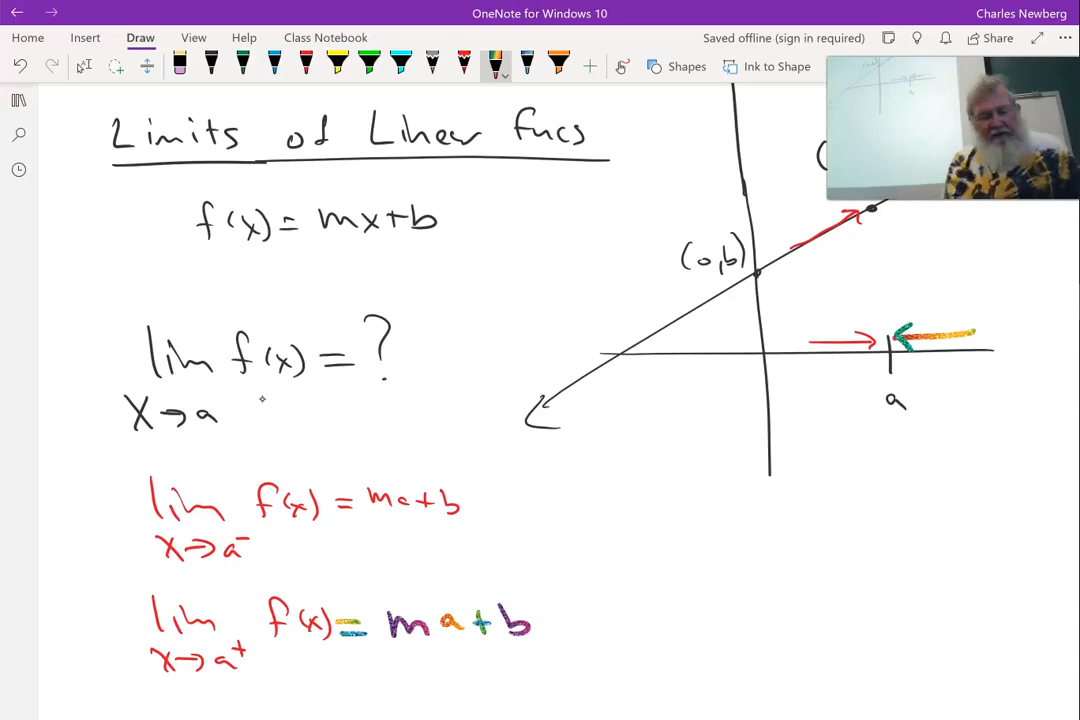 OneNote for Windows 10
Charles Newberg
Home Insert Draw View Help Class Notebook
Saved offline (sign in required) Share
Shapes Ink to Shape
Limits of Linear fucs
f(x) = mx+b
lim f(x) = ?
x→a
lim f(x) = ma+b
x→a⁻
lim f(x) = ma+b
x→a⁺
(
(0,b)
a